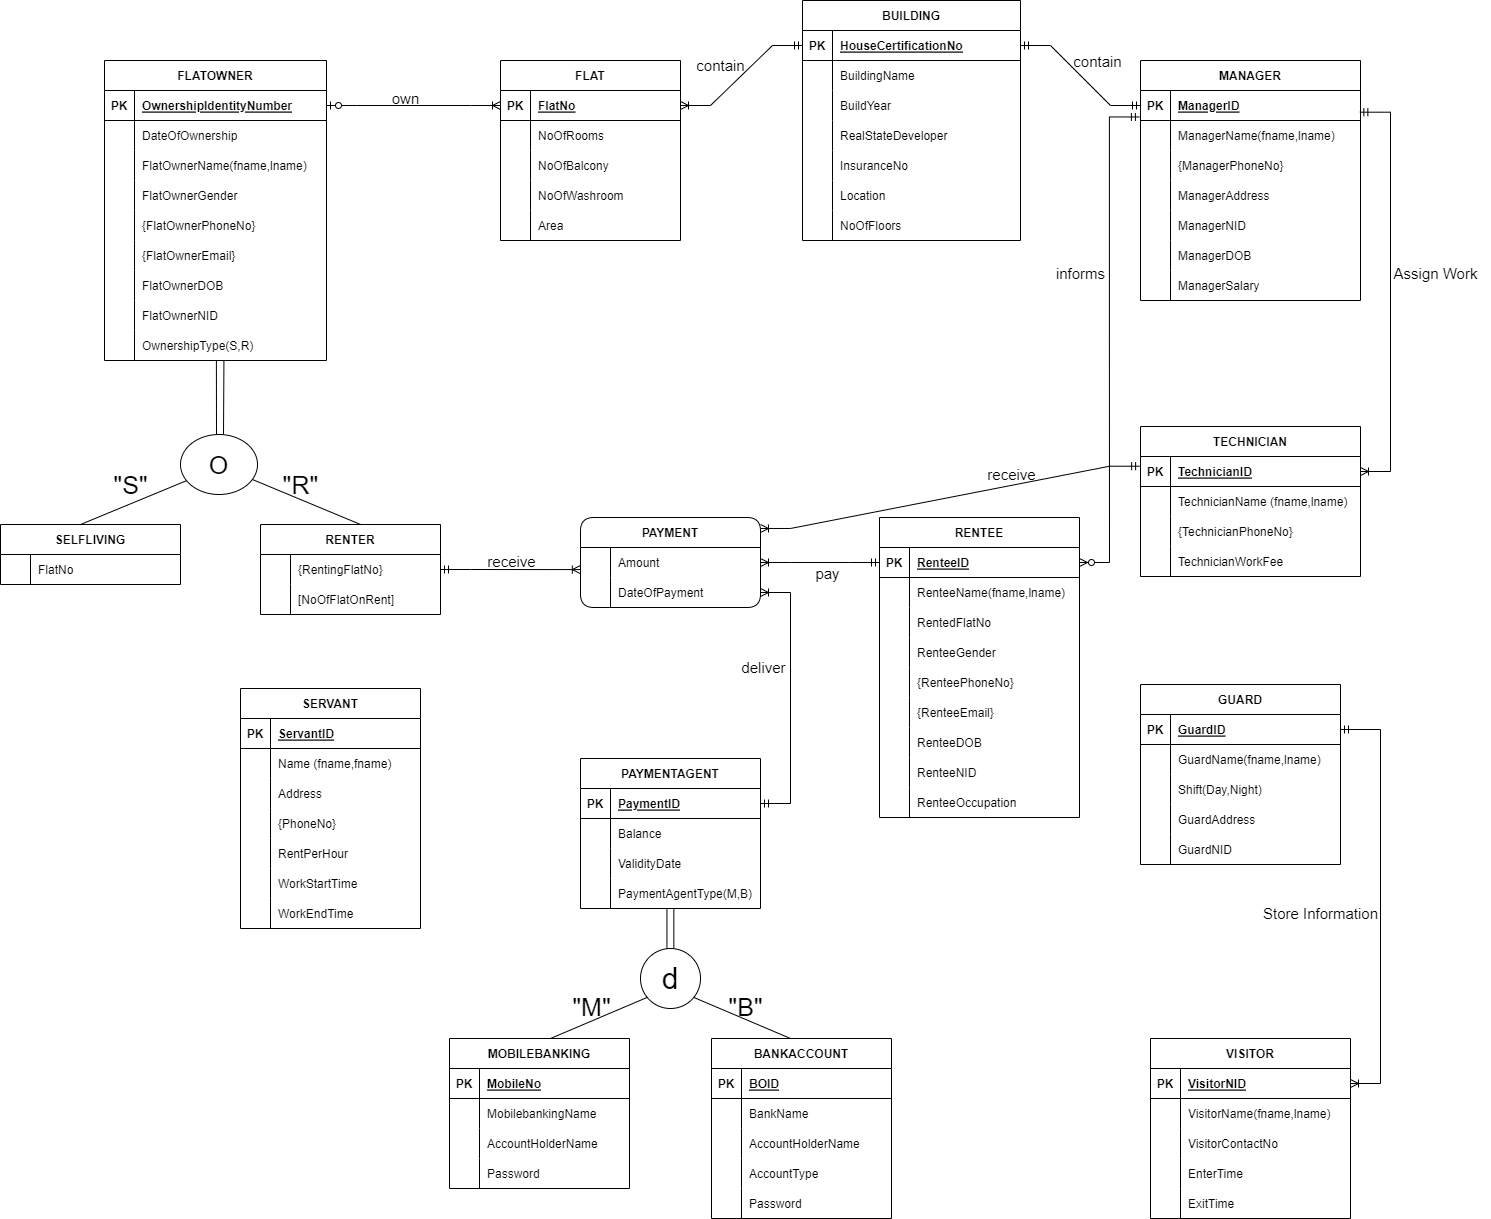 BUILDING
PK HouseCertificationNo
BuildingName
BuildYear
RealStateDeveloper
InsuranceNo
Location
NoOfFloors
FLATOWNER
PK OwnershipIdentityNumber
DateOfOwnership
FlatOwnerName(fname,lname)
FlatOwnerGender
{FlatOwnerPhoneNo}
{FlatOwnerEmail}
FlatOwnerDOB
FlatOwnerNID
OwnershipType(S,R)
own
FLAT
PK FlatNo
NoOfRooms
NoOfBalcony
NoOfWashroom
Area
contain
contain
MANAGER
PK ManagerID
ManagerName(fname,lname)
{ManagerPhoneNo}
ManagerAddress
ManagerNID
ManagerDOB
ManagerSalary
informs
Assign Work
O
"S"
"R"
SELFLIVING
FlatNo
RENTER
{RentingFlatNo}
[NoOfFlatOnRent]
receive
PAYMENT
Amount
DateOfPayment
receive
pay
deliver
RENTEE
PK RenteeID
RenteeName(fname,lname)
RentedFlatNo
RenteeGender
{RenteePhoneNo}
{RenteeEmail}
RenteeDOB
RenteeNID
RenteeOccupation
TECHNICIAN
PK TechnicianID
TechnicianName (fname,lname)
{TechnicianPhoneNo}
TechnicianWorkFee
SERVANT
PK ServantID
Name (fname,fname)
Address
{PhoneNo}
RentPerHour
WorkStartTime
WorkEndTime
PAYMENTAGENT
PK PaymentID
Balance
ValidityDate
PaymentAgentType(M,B)
GUARD
PK GuardID
GuardName(fname,lname)
Shift(Day,Night)
GuardAddress
GuardNID
Store Information
d
"M"
"B"
MOBILEBANKING
PK MobileNo
MobilebankingName
AccountHolderName
Password
BANKACCOUNT
PK BOID
BankName
AccountHolderName
AccountType
Password
VISITOR
PK VisitorNID
VisitorName(fname,lname)
VisitorContactNo
EnterTime
ExitTime